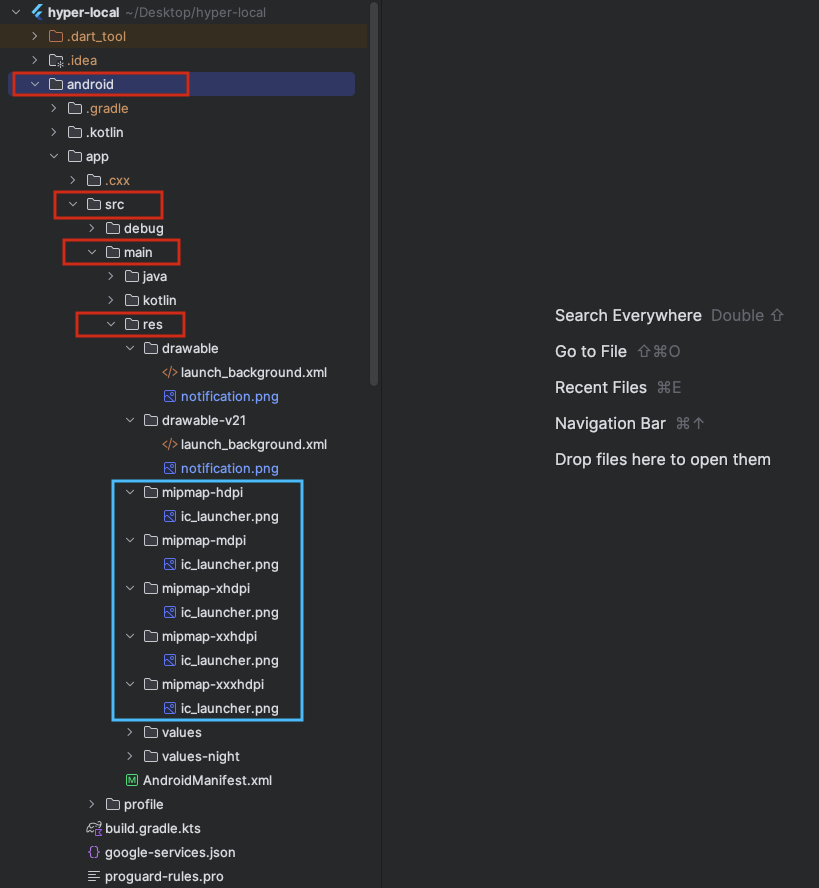 hyper-local ~/Desktop/hyper-local
.dart_tool
.idea
android
.gradle
.kotlin
app
.cxx
src
debug
main
java
kotlin
res
drawable
launch_background.xml
notification.png
drawable-v21
launch_background.xml
notification.png
mipmap-hdpi
ic_launcher.png
mipmap-mdpi
ic_launcher.png
mipmap-xhdpi
ic_launcher.png
mipmap-xxhdpi
ic_launcher.png
mipmap-xxxhdpi
ic_launcher.png
values
values-night
AndroidManifest.xml
profile
build.gradle.kts
google-services.json
proguard-rules.pro
Search Everywhere Double ⇧
Go to File ⇧⌘O
Recent Files ⌘E
Navigation Bar ⌘↑
Drop files here to open them